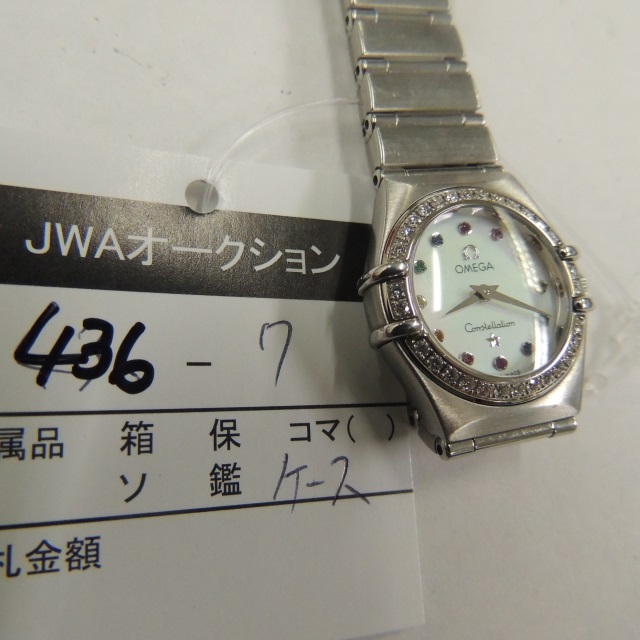 JWAオークション
436 - 7
属品 箱 保 コマ( )
ソ 鑑 ケース
札金額
OMEGA
Constellation